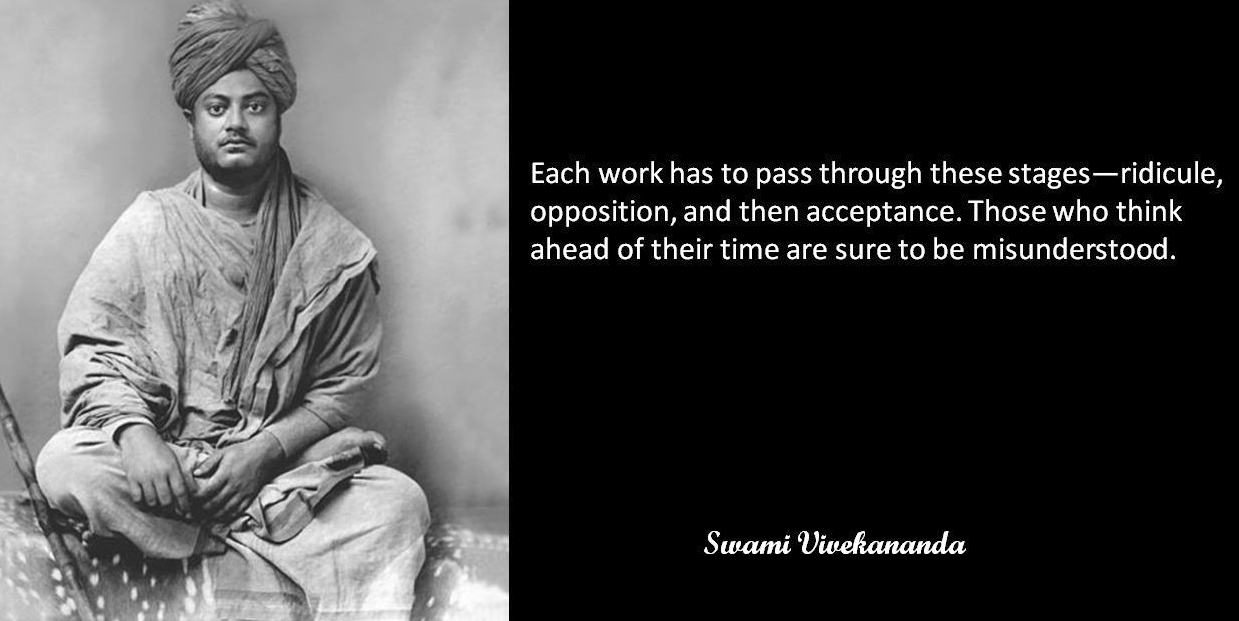 Each work has to pass through these stages—ridicule,
opposition, and then acceptance. Those who think
ahead of their time are sure to be misunderstood.
Swami Vivekananda